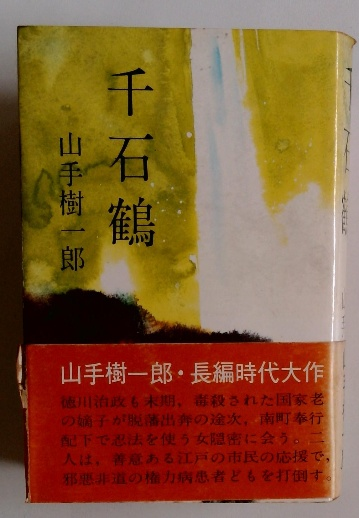 千石鶴
山手樹一郎
山手樹一郎・長編時代大作
徳川治政も末期、毒殺された国家老
の嫡子が脱藩出奔の途次、南町奉行
配下で忍法を使う女隠密に会う。二
人は、善意ある江戸の市民の応援で、
邪悪非道の権力病患者どもを打倒す。
千石鶴